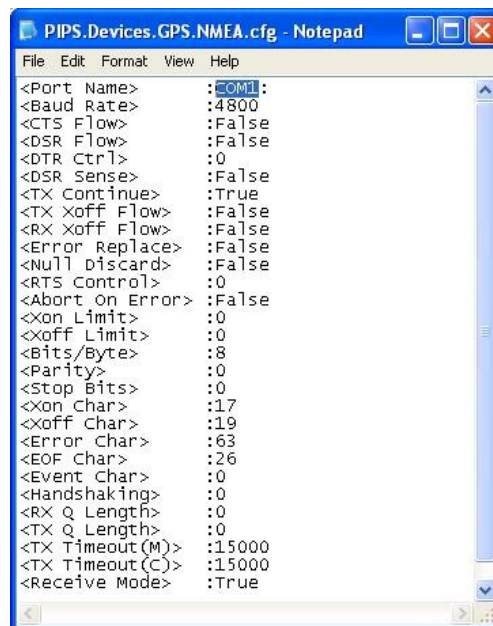 PIPS.Devices.GPS.NMEA.cfg - Notepad
File Edit Format View Help
<Port Name> :COM1:
<Baud Rate> :4800
<CTS Flow> :False
<DSR Flow> :False
<DTR Ctrl> :0
<DSR Sense> :False
<TX Continue> :True
<TX Xoff Flow> :False
<RX Xoff Flow> :False
<Error Replace> :False
<Null Discard> :False
<RTS Control> :0
<Abort On Error> :False
<Xon Limit> :0
<Xoff Limit> :0
<Bits/Byte> :8
<Parity> :0
<Stop Bits> :0
<Xon Char> :17
<Xoff Char> :19
<Error Char> :63
<EOF Char> :26
<Event Char> :0
<Handshaking> :0
<RX Q Length> :0
<TX Q Length> :0
<TX Timeout(M)> :15000
<TX Timeout(C)> :15000
<Receive Mode> :True